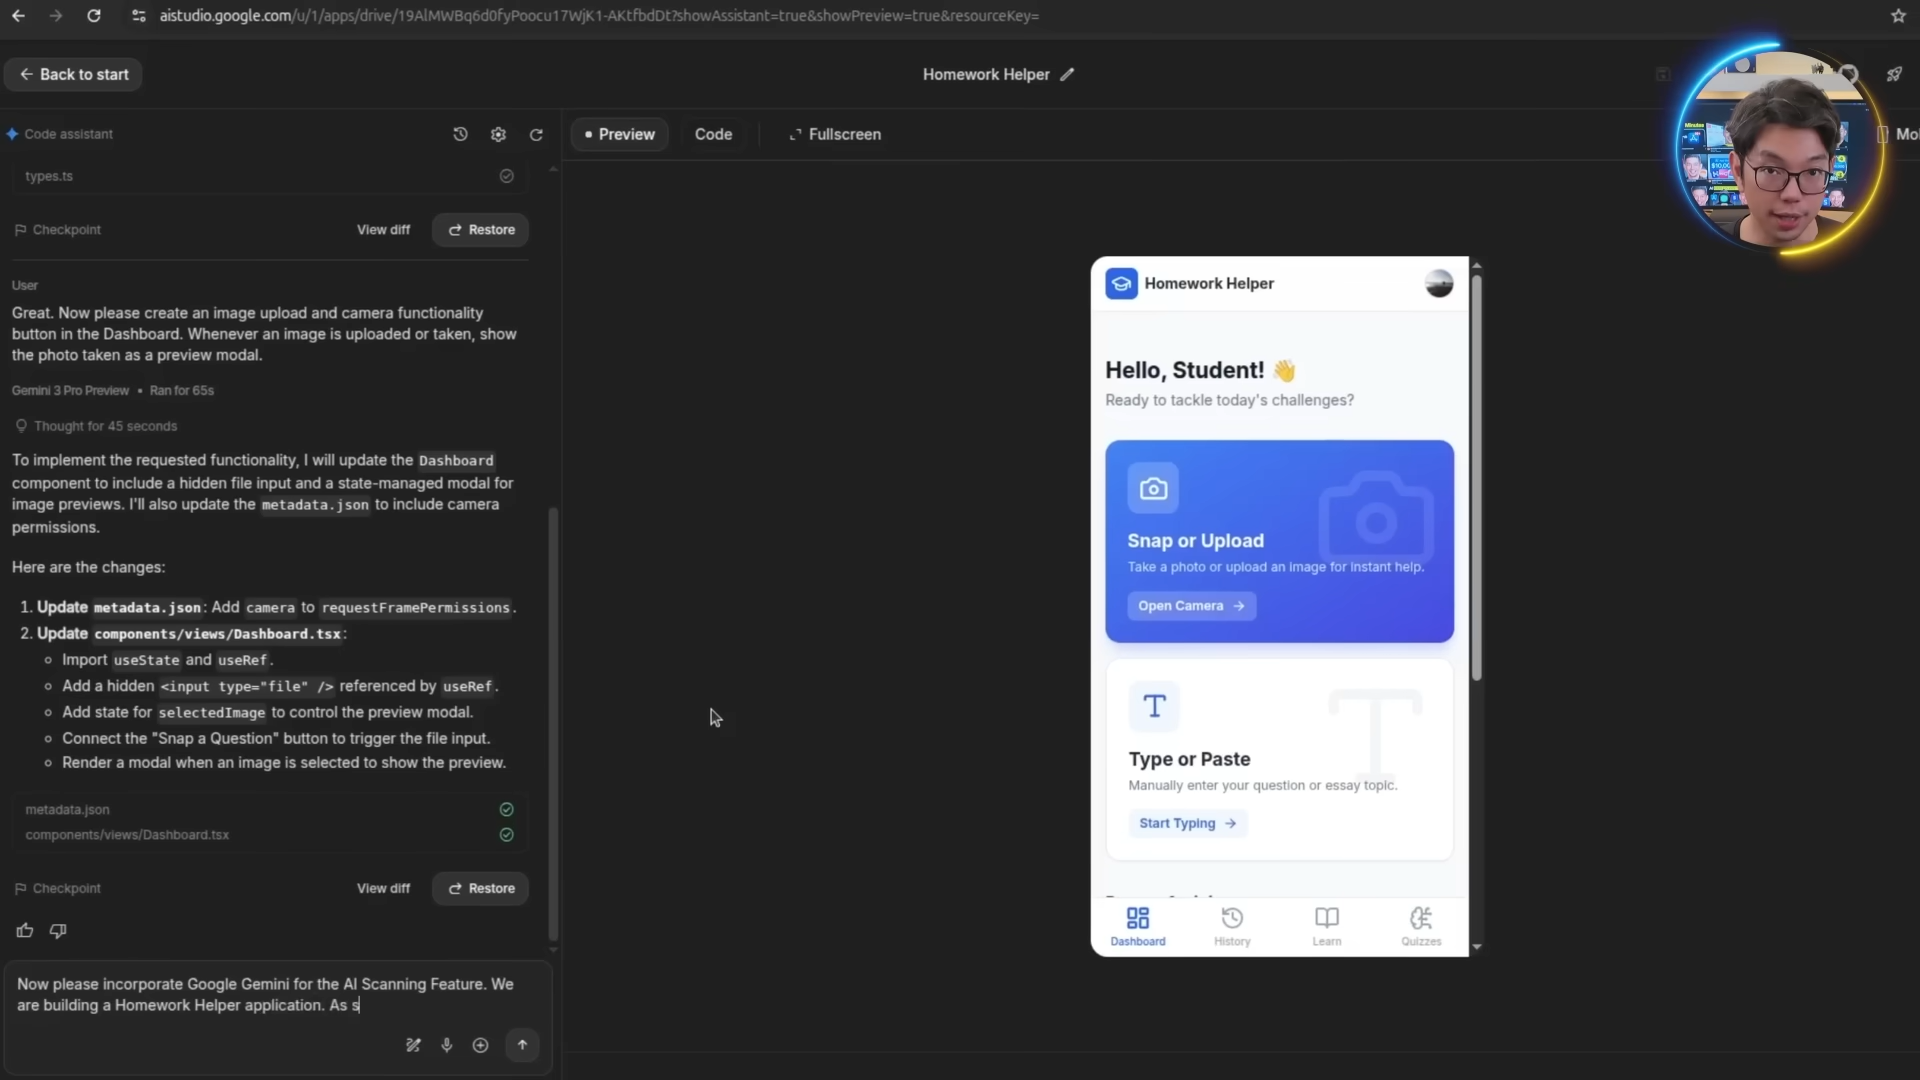 aistudio.google.com/u/1/apps/drive/19AlMWBq6d0fyPoocu17WjK1-AKtfbdDt?showAssistant=true&showPreview=true&resourceKey=
Back to start
Homework Helper
Code assistant
Preview
Code
Fullscreen
types.ts
Checkpoint
View diff
Restore
User
Great. Now please create an image upload and camera functionality
button in the Dashboard. Whenever an image is uploaded or taken, show
the photo taken as a preview modal.
Gemini 3 Pro Preview • Ran for 65s
Thought for 45 seconds
To implement the requested functionality, I will update the Dashboard
component to include a hidden file input and a state-managed modal for
image previews. I'll also update the metadata.json to include camera
permissions.
Here are the changes:
1. Update metadata.json: Add camera to requestFramePermissions.
2. Update components/views/Dashboard.tsx:
Import useState and useRef.
Add a hidden <input type="file" /> referenced by useRef.
Add state for selectedImage to control the preview modal.
Connect the "Snap a Question" button to trigger the file input.
Render a modal when an image is selected to show the preview.
metadata.json
components/views/Dashboard.tsx
Checkpoint
View diff
Restore
Now please incorporate Google Gemini for the AI Scanning Feature. We
are building a Homework Helper application. As s
Homework Helper
Hello, Student! 👋
Ready to tackle today's challenges?
Snap or Upload
Take a photo or upload an image for instant help.
Open Camera
Type or Paste
Manually enter your question or essay topic.
Start Typing
Dashboard
History
Learn
Quizzes